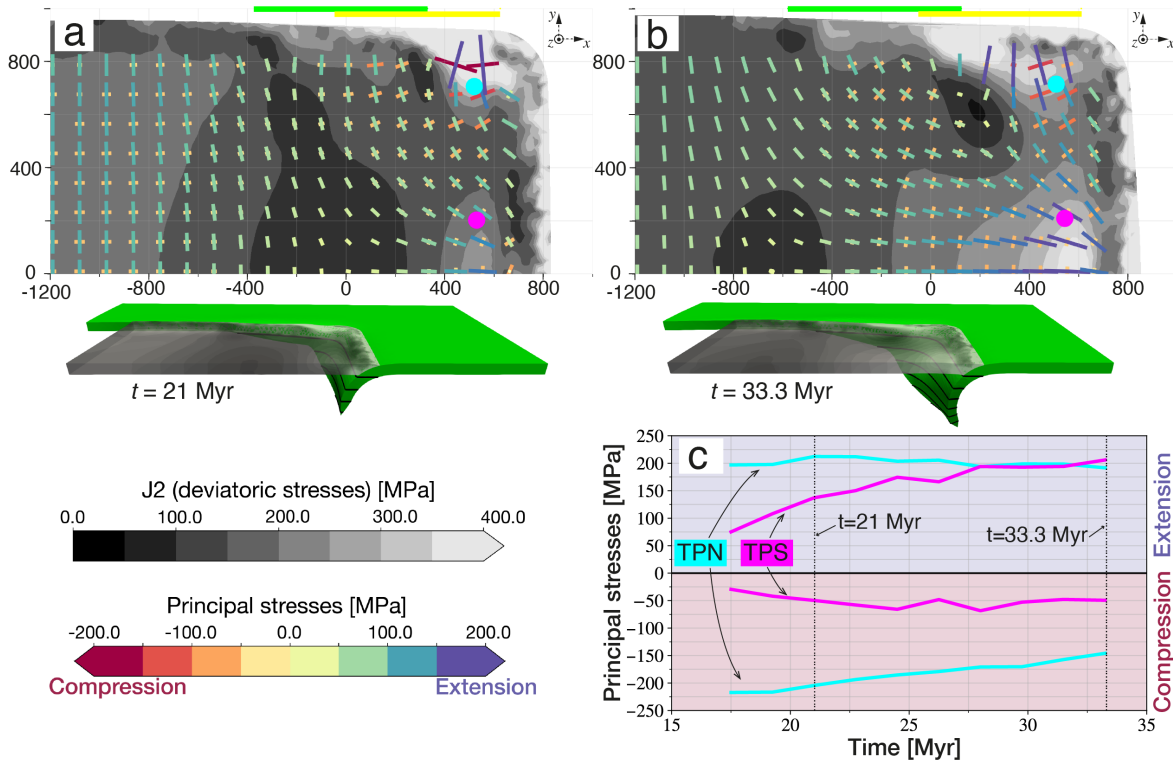 a
y
z
x
800
400
0
-1200
-800
-400
0
400
800
b
y
z
x
800
400
0
-1200
-800
-400
0
400
800
t = 21 Myr
t = 33.3 Myr
J2 (deviatoric stresses) [MPa]
0.0 100.0 200.0 300.0 400.0
Principal stresses [MPa]
-200.0 -100.0 0.0 100.0 200.0
Compression Extension
c
Principal stresses [MPa]
250
200
150
100
50
0
−50
−100
−150
−200
−250
TPN
TPS
t=21 Myr
t=33.3 Myr
Extension
Compression
15 20 25 30 35
Time [Myr]